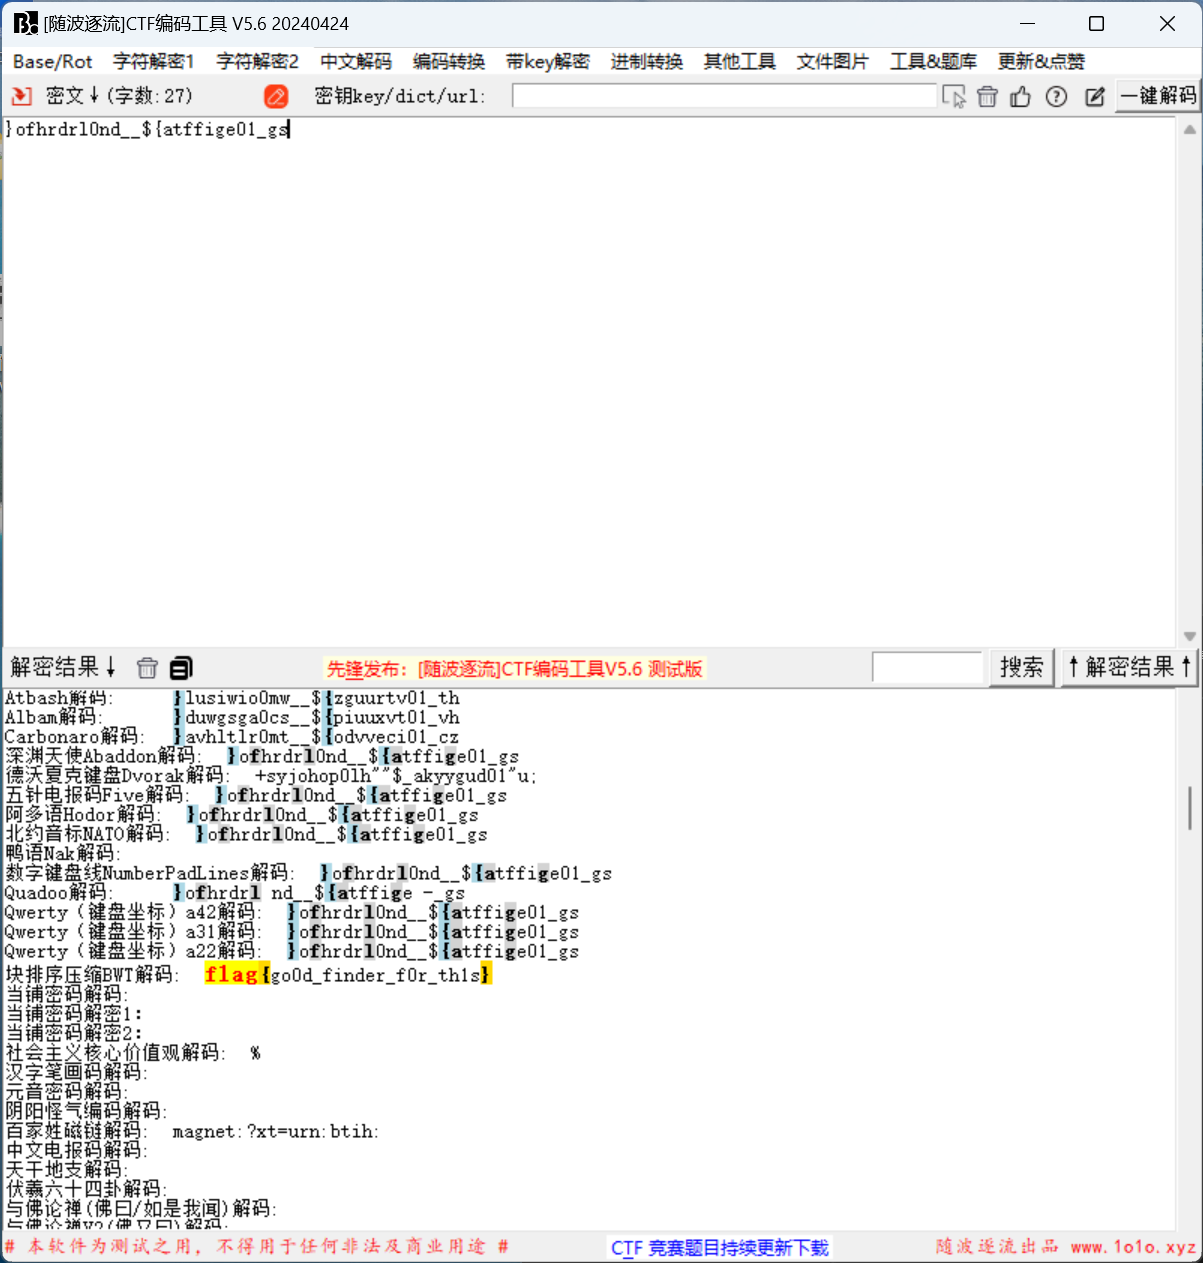 [随波逐流]CTF编码工具 V5.6 20240424
Base/Rot 字符解密1 字符解密2 中文解码 编码转换 带key解密 进制转换 其他工具 文件图片 工具&题库 更新&点赞
密文↓(字数:27) 密钥key/dict/url: 一键解码
}ofhrdrl0nd__${atffige01_gs
解密结果↓ 先锋发布：[随波逐流]CTF编码工具V5.6 测试版 搜索 ↑解密结果↑
Atbash解码: }lusiwio0mw__${zguurtv01_th
Albam解码: }duwgsga0cs__${piuuxvt01_vh
Carbonaro解码: }avhltlr0mt__${odvveci01_cz
深渊天使Abaddon解码: }ofhrdrl0nd__${atffige01_gs
德沃夏克键盘Dvorak解码: +syjohop0lh""$_akyygud01"u;
五针电报码Five解码: }ofhrdrl0nd__${atffige01_gs
阿多语Hodor解码: }ofhrdrl0nd__${atffige01_gs
北约音标NATO解码: }ofhrdrl0nd__${atffige01_gs
鸭语Nak解码:
数字键盘线NumberPadLines解码: }ofhrdrl0nd__${atffige01_gs
Quadoo解码: }ofhrdrl nd__${atffige -_gs
Qwerty（键盘坐标）a42解码: }ofhrdrl0nd__${atffige01_gs
Qwerty（键盘坐标）a31解码: }ofhrdrl0nd__${atffige01_gs
Qwerty（键盘坐标）a22解码: }ofhrdrl0nd__${atffige01_gs
块排序压缩BWT解码: flag{go0d_finder_f0r_th1s}
当铺密码解码:
当铺密码解密1:
当铺密码解密2:
社会主义核心价值观解码: %
汉字笔画码解码:
元音密码解码:
阴阳怪气编码解码:
百家姓磁链解码: magnet:?xt=urn:btih:
中文电报码解码:
天干地支解码:
伏羲六十四卦解码:
与佛论禅(佛曰/如是我闻)解码:
与佛论禅V2(佛又曰)解码:
# 本软件为测试之用，不得用于任何非法及商业用途 # CTF 竞赛题目持续更新下载 随波逐流出品 www.1o1o.xyz